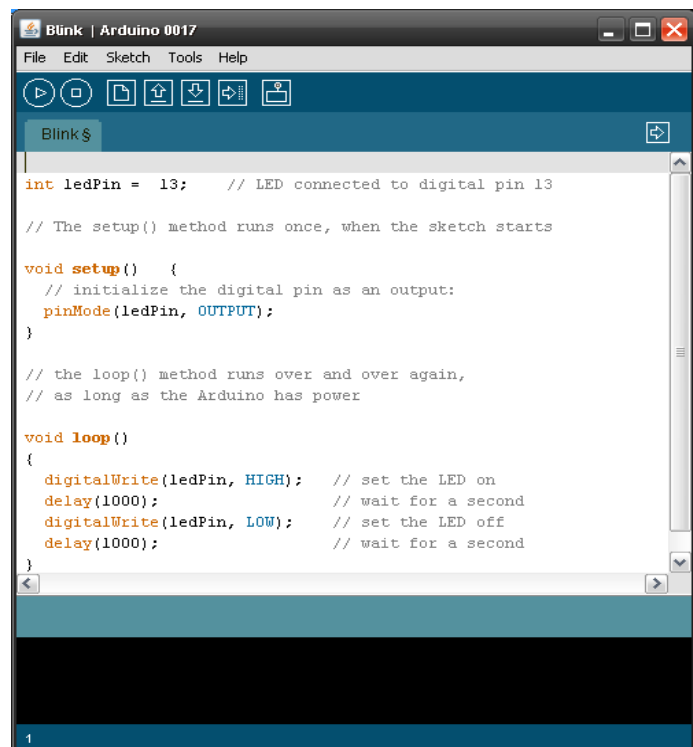 Blink | Arduino 0017
File Edit Sketch Tools Help
Blink §
int ledPin =  13;    // LED connected to digital pin 13
// The setup() method runs once, when the sketch starts
void setup()   {
  // initialize the digital pin as an output:
  pinMode(ledPin, OUTPUT);
}
// the loop() method runs over and over again,
// as long as the Arduino has power
void loop()
{
  digitalWrite(ledPin, HIGH);   // set the LED on
  delay(1000);                  // wait for a second
  digitalWrite(ledPin, LOW);    // set the LED off
  delay(1000);                  // wait for a second
}
1